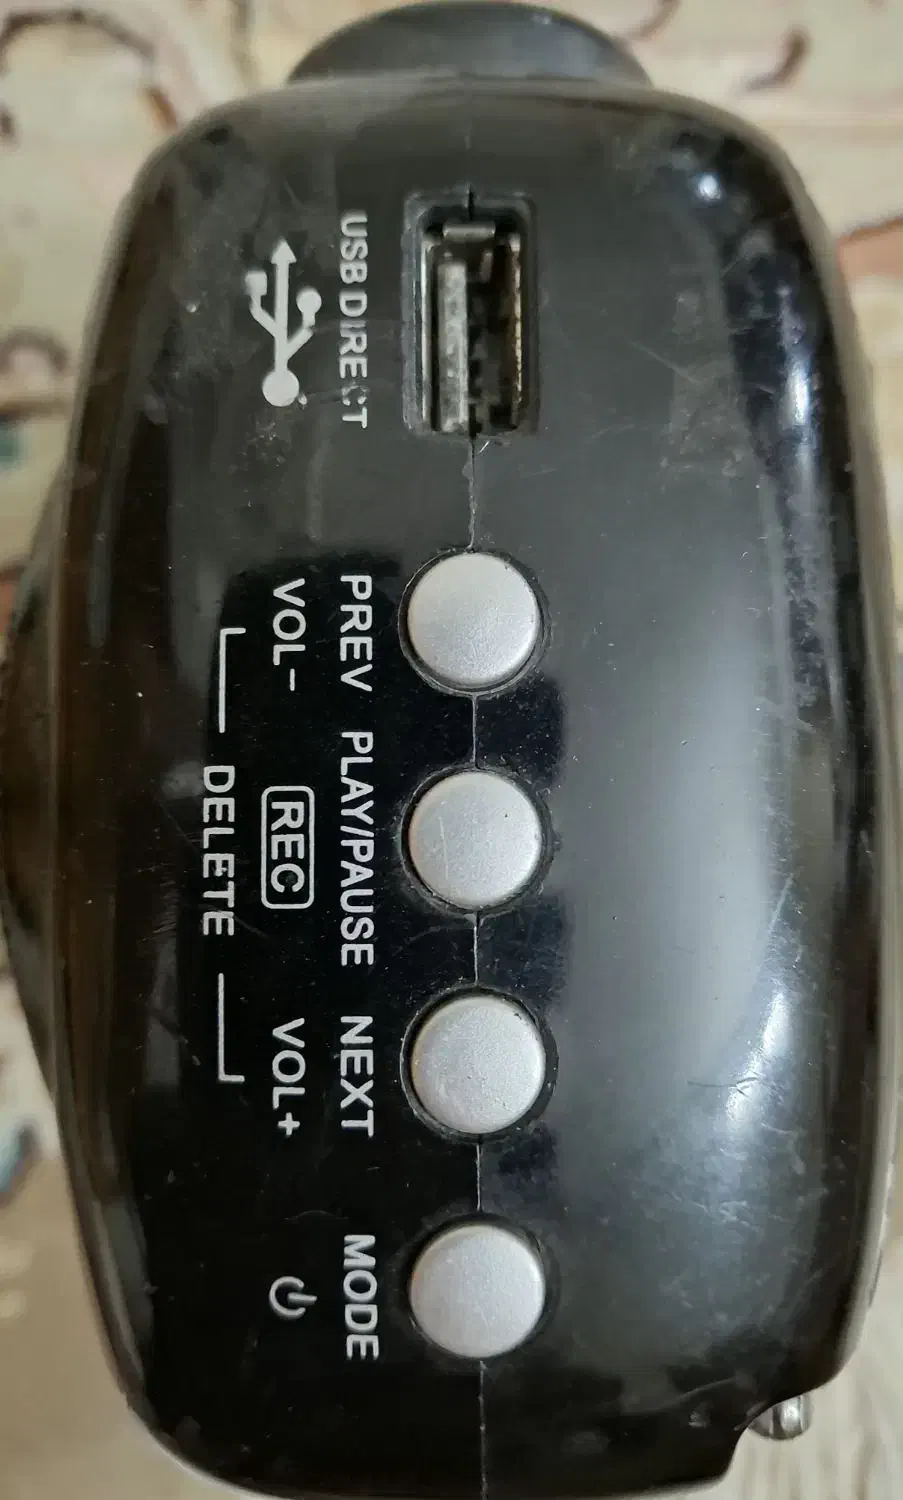 USB DIRECT
PREV PLAY/PAUSE NEXT MODE
VOL- REC VOL+
DELETE